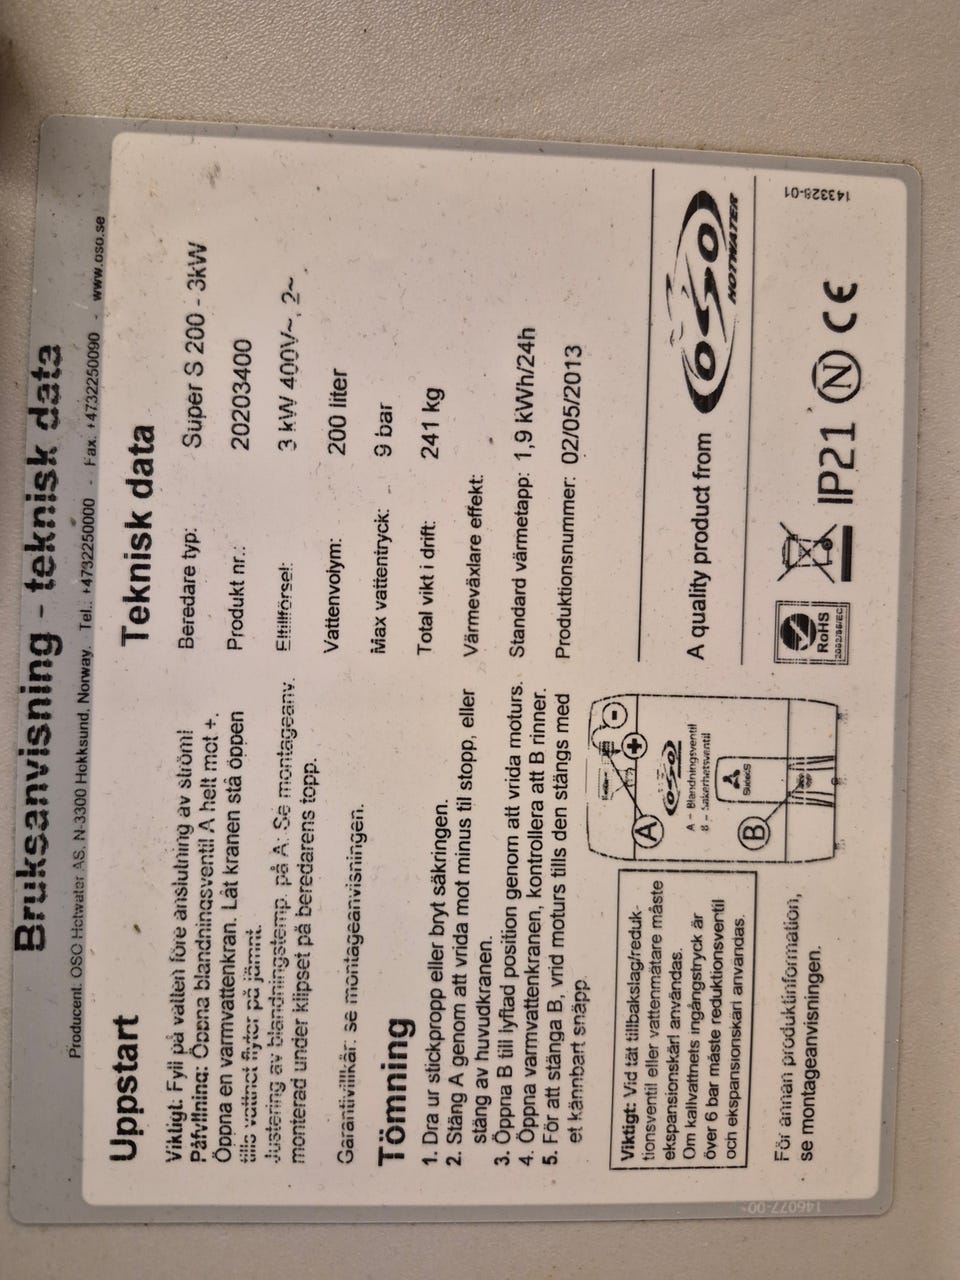 Bruksanvisning - teknisk data
Producent. OSO Hotwater AS. N-3300 Hokksund. Norway. Tel.: +4732250000 - Fax. +4732250090 - www.oso.se
Uppstart
Viktigt: Fyll på vatten före anslutning av ström!
Påfyllning: Öppna blandningsventil A helt mot +.
Öppna en varmvattenkran. Låt kranen stå öppen
tills vattnet flyter på jämnt.
Justering av blandningstemp. på A: Se montageanv.
monterad under klipset på beredarens topp.
Garantivillkår: se montageanvisningen.
Tömning
1. Dra ur stickpropp eller bryt säkringen.
2. Stäng A genom att vrida mot minus til stopp, eller
stäng av huvudkranen.
3. Öppna B till lyftad position genom att vrida moturs.
4. Öppna varmvattenkranen, kontrollera att B rinner.
5. För att stänga B, vrid moturs tills den stängs med
et kännbart snäpp.
Viktigt: Vid tät tillbakslag/reduk-
tionsventil eller vattenmätare måste
ekspansionskärl användas.
Om kallvattnets ingångstryck är
över 6 bar måste reduktionsventil
och ekspansionskärl användas.
För annan produktinformation,
se montageanvisningen.
A
B
+
-
OSO
A - Blandningsventil
B - Säkerhetsventil
146077-00
Teknisk data
Beredare typ: Super S 200 - 3kW
Produkt nr.: 20203400
Eltillförsel: 3 kW 400V~, 2~
Vattenvolym: 200 liter
Max vattentryck: 9 bar
Total vikt i drift: 241 kg
Värmeväxlare effekt:
Standard värmetapp: 1,9 kWh/24h
Produktionsnummer: 02/05/2013
A quality product from OSO
HOTWATER
RoHS
2002/95/EC
IP21 N CE
143328-01